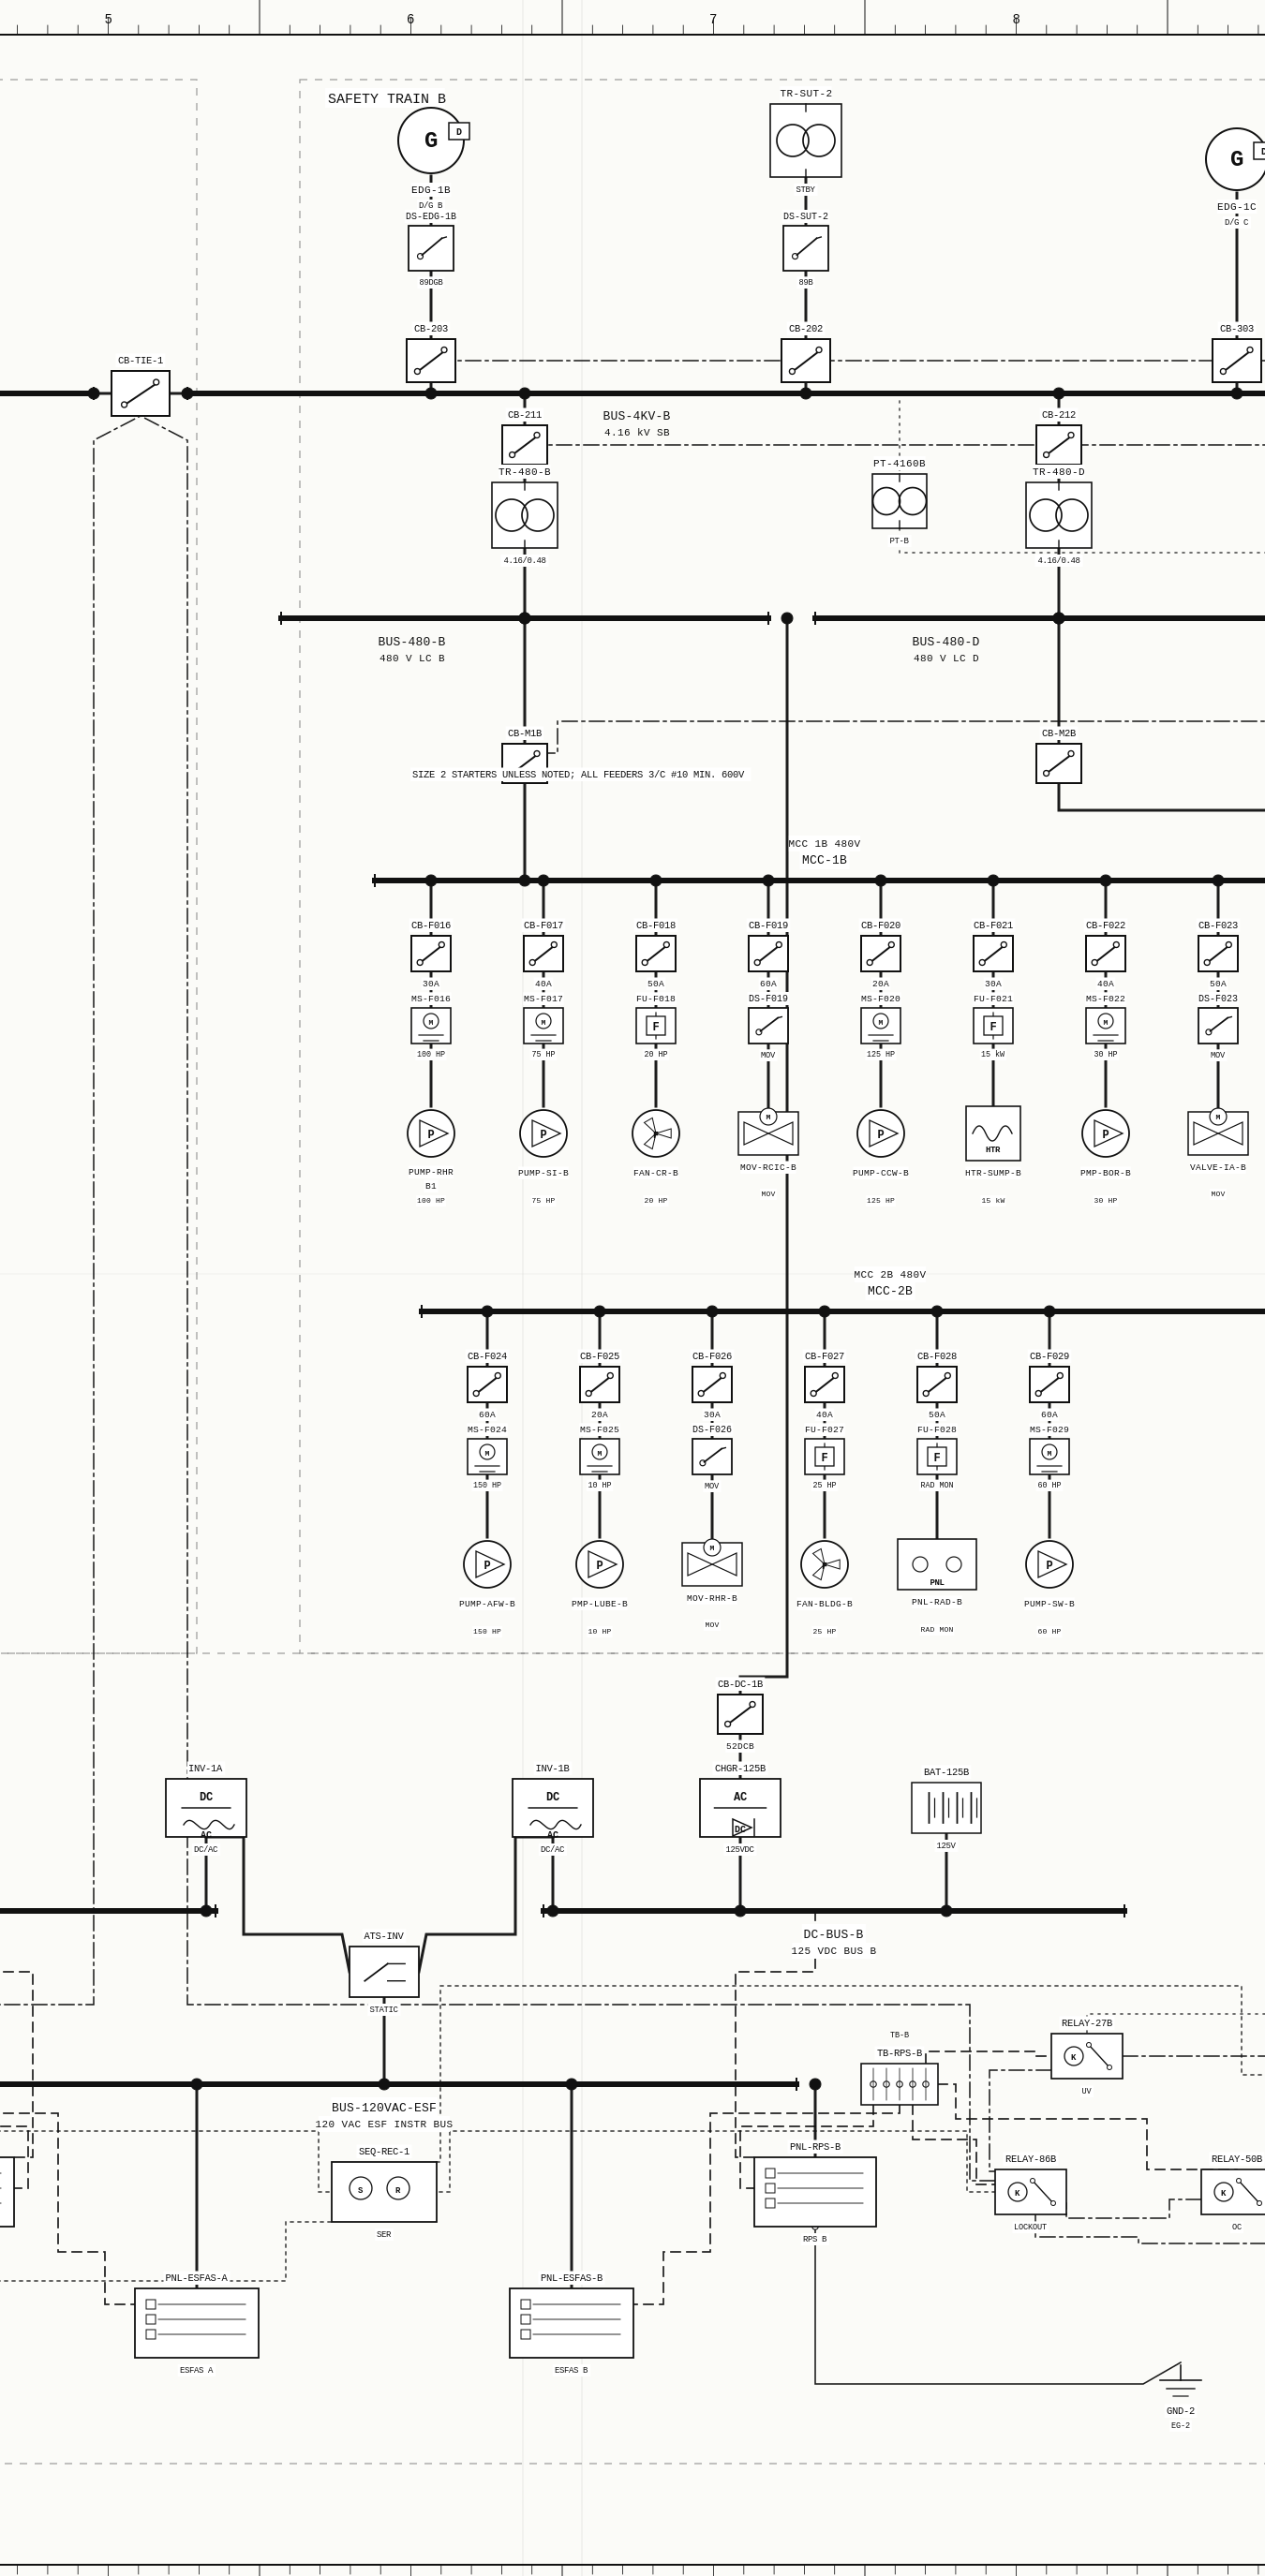 5 6 7 8
SAFETY TRAIN B
TR-SUT-2
G D
G
EDG-1B
D/G B
STBY
EDG-1C
D/G C
DS-EDG-1B
DS-SUT-2
89DGB
89B
CB-203
CB-202
CB-303
CB-TIE-1
CB-211
BUS-4KV-B
4.16 kV SB
CB-212
TR-480-B
PT-4160B
TR-480-D
PT-B
4.16/0.48
4.16/0.48
BUS-480-B
480 V LC B
BUS-480-D
480 V LC D
CB-M1B
CB-M2B
SIZE 2 STARTERS UNLESS NOTED; ALL FEEDERS 3/C #10 MIN. 600V
MCC 1B 480V
MCC-1B
CB-F016 CB-F017 CB-F018 CB-F019 CB-F020 CB-F021 CB-F022 CB-F023
30A 40A 50A 60A 20A 30A 40A 50A
MS-F016 MS-F017 FU-F018 DS-F019 MS-F020 FU-F021 MS-F022 DS-F023
M M F M F M
100 HP 75 HP 20 HP MOV 125 HP 15 kW 30 HP MOV
M M
P P P HTR P
PUMP-RHR B1 PUMP-SI-B FAN-CR-B MOV-RCIC-B PUMP-CCW-B HTR-SUMP-B PMP-BOR-B VALVE-IA-B
100 HP 75 HP 20 HP MOV 125 HP 15 kW 30 HP MOV
MCC 2B 480V
MCC-2B
CB-F024 CB-F025 CB-F026 CB-F027 CB-F028 CB-F029
60A 20A 30A 40A 50A 60A
MS-F024 MS-F025 DS-F026 FU-F027 FU-F028 MS-F029
M M F F M
150 HP 10 HP MOV 25 HP RAD MON 60 HP
M
P P PNL P
PUMP-AFW-B PMP-LUBE-B MOV-RHR-B FAN-BLDG-B PNL-RAD-B PUMP-SW-B
150 HP 10 HP MOV 25 HP RAD MON 60 HP
CB-DC-1B
52DCB
INV-1A INV-1B CHGR-125B BAT-125B
DC DC AC
AC AC DC
DC/AC DC/AC 125VDC 125V
DC-BUS-B
125 VDC BUS B
ATS-INV
STATIC
TB-B
TB-RPS-B
RELAY-27B
K
UV
BUS-120VAC-ESF
120 VAC ESF INSTR BUS
SEQ-REC-1
S R
SER
PNL-RPS-B
RPS B
RELAY-86B
K
LOCKOUT
RELAY-50B
K
OC
PNL-ESFAS-A
ESFAS A
PNL-ESFAS-B
ESFAS B
GND-2
EG-2